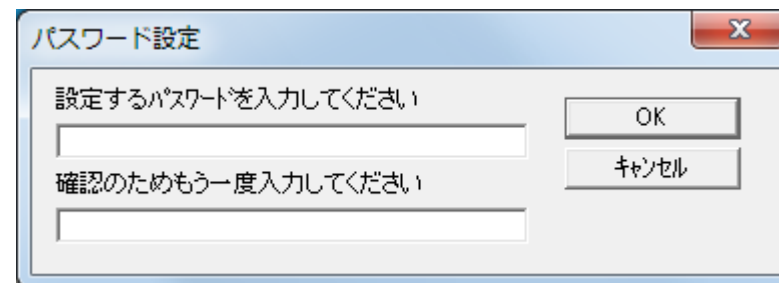 パスワード設定
設定するﾊﾟｽﾜｰﾄﾞを入力してください
OK
ｷｬﾝｾﾙ
確認のためもう一度入力してください